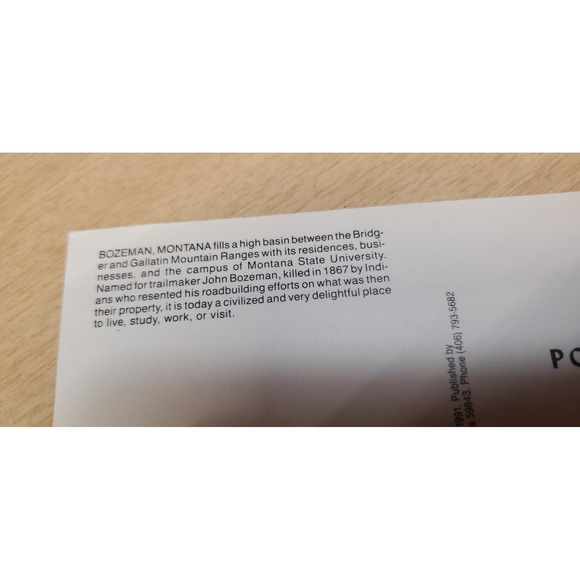 BOZEMAN, MONTANA fills a high basin between the Bridg-
er and Gallatin Mountain Ranges with its residences, busi-
nesses, and the campus of Montana State University.
Named for trailmaker John Bozeman, killed in 1867 by Indi-
ans who resented his roadbuilding efforts on what was then
their property, it is today a civilized and very delightful place
to live, study, work, or visit.
1991. Published by
a 59843. Phone (406) 793-5682
PO